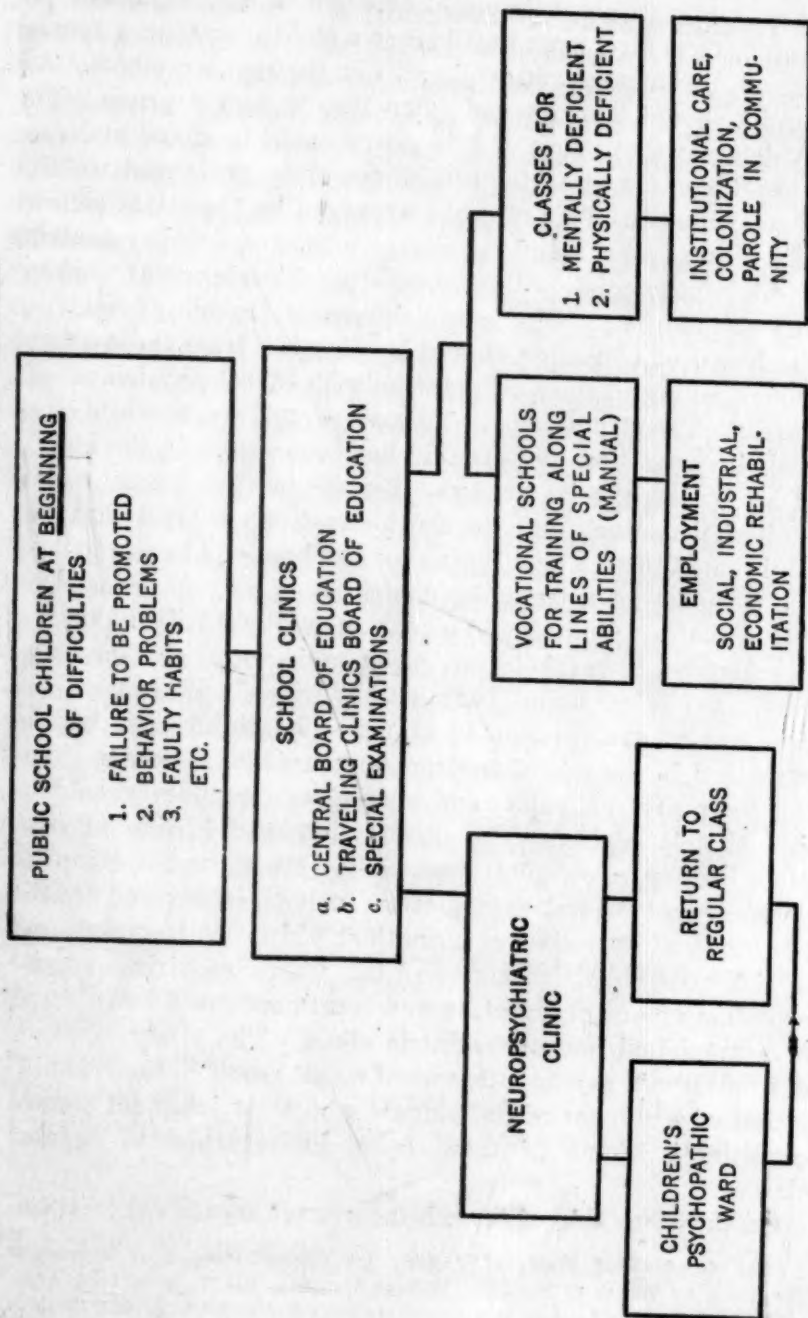 PUBLIC SCHOOL CHILDREN AT BEGINNING
OF DIFFICULTIES
1. FAILURE TO BE PROMOTED
2. BEHAVIOR PROBLEMS
3. FAULTY HABITS
ETC.
SCHOOL CLINICS
a CENTRAL BOARD OF EDUCATION
b. TRAVELING CLINICS BOARD OF EDUCATION
c. SPECIAL EXAMINATIONS
NEUROPSYCHIATRIC
CLINIC
CHILDREN'S
PSYCHOPATHIC
WARD
RETURN TO
REGULAR CLASS
VOCATIONAL SCHOOLS
FOR TRAINING ALONG
LINES OF SPECIAL
ABILITIES (MANUAL)
EMPLOYMENT
SOCIAL, INDUSTRIAL,
ECONOMIC REHABIL-
ITATION
CLASSES FOR
1. MENTALLY DEFICIENT
2. PHYSICALLY DEFICIENT
INSTITUTIONAL CARE,
COLONIZATION,
PAROLE IN COMMU-
NITY